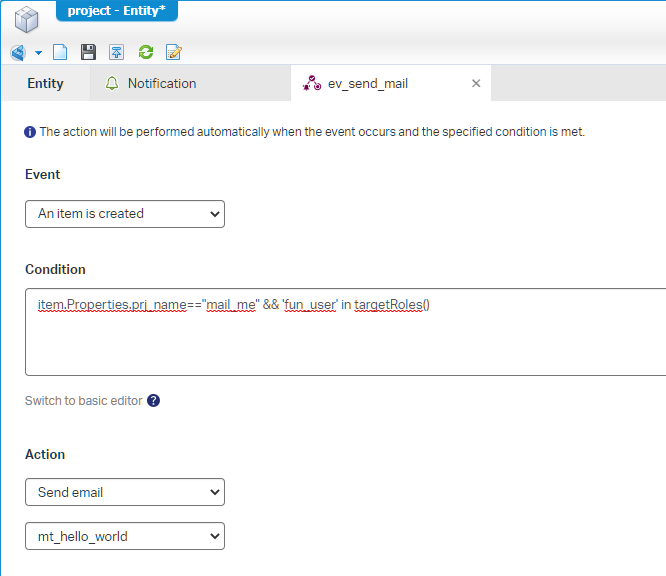 project - Entity*
Entity
Notification
ev_send_mail
The action will be performed automatically when the event occurs and the specified condition is met.
Event
An item is created
Condition
item.Properties.prj_name=="mail_me" && 'fun_user' in targetRoles()
Switch to basic editor
Action
Send email
mt_hello_world